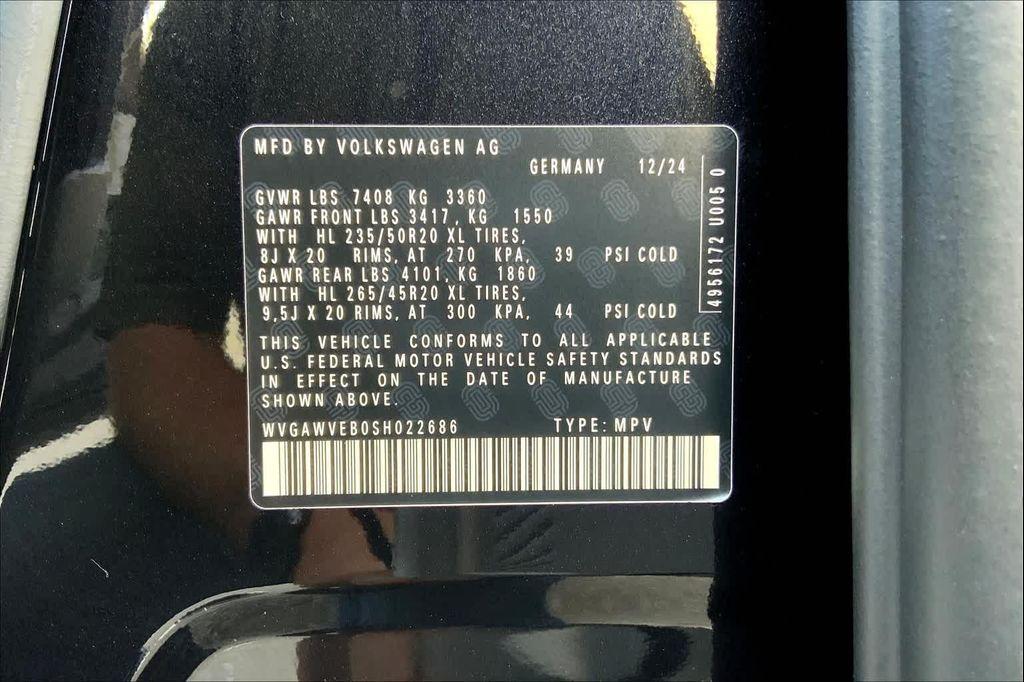 MFD BY VOLKSWAGEN AG
GERMANY 12/24
GVWR LBS 7408 KG 3360
GAWR FRONT LBS 3417, KG 1550
WITH HL 235/50R20 XL TIRES,
8J X 20 RIMS, AT 270 KPA, 39 PSI COLD
GAWR REAR LBS 4101, KG 1860
WITH HL 265/45R20 XL TIRES,
9,5J X 20 RIMS, AT 300 KPA, 44 PSI COLD
THIS VEHICLE CONFORMS TO ALL APPLICABLE
U.S. FEDERAL MOTOR VEHICLE SAFETY STANDARDS
IN EFFECT ON THE DATE OF MANUFACTURE
SHOWN ABOVE.
WVGAWVEB0SH022686 TYPE: MPV
4956172 U005 0